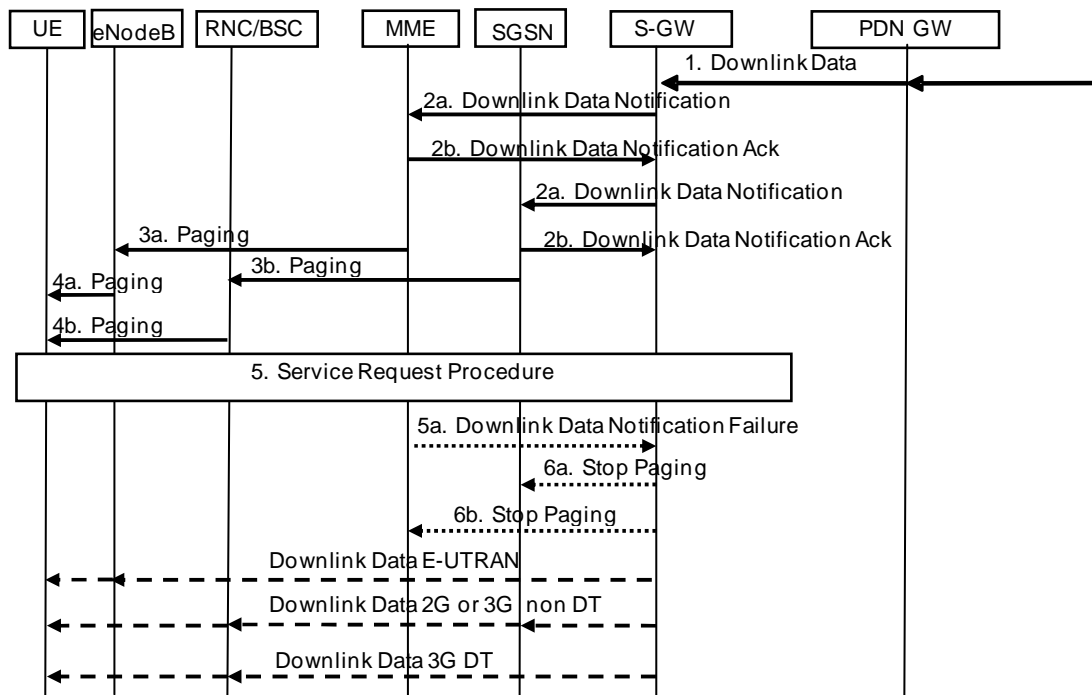 UE
eNodeB
RNC/BSC
MME
SGSN
S-GW
PDN GW
1. Downlink Data
2a. Downlink Data Notification
2b. Downlink Data Notification Ack
2a. Downlink Data Notification
3a. Paging
2b. Downlink Data Notification Ack
3b. Paging
4a. Paging
4b. Paging
5. Service Request Procedure
5a. Downlink Data Notification Failure
6a. Stop Paging
6b. Stop Paging
Downlink Data E-UTRAN
Downlink Data 2G or 3G non DT
Downlink Data 3G DT